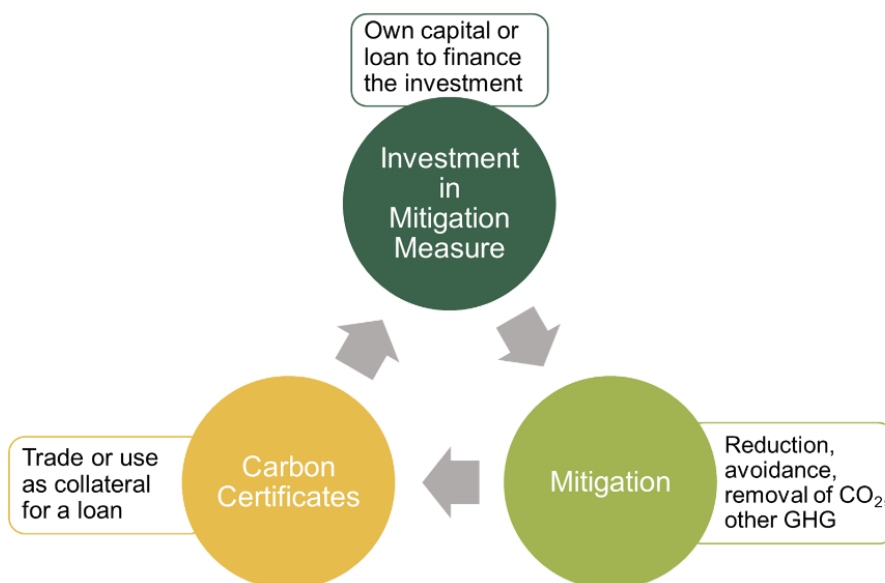 Own capital or
loan to finance
the investment
Investment
in
Mitigation
Measure
Trade or use
as collateral
for a loan
Carbon
Certificates
Mitigation
Reduction,
avoidance,
removal of CO₂,
other GHG